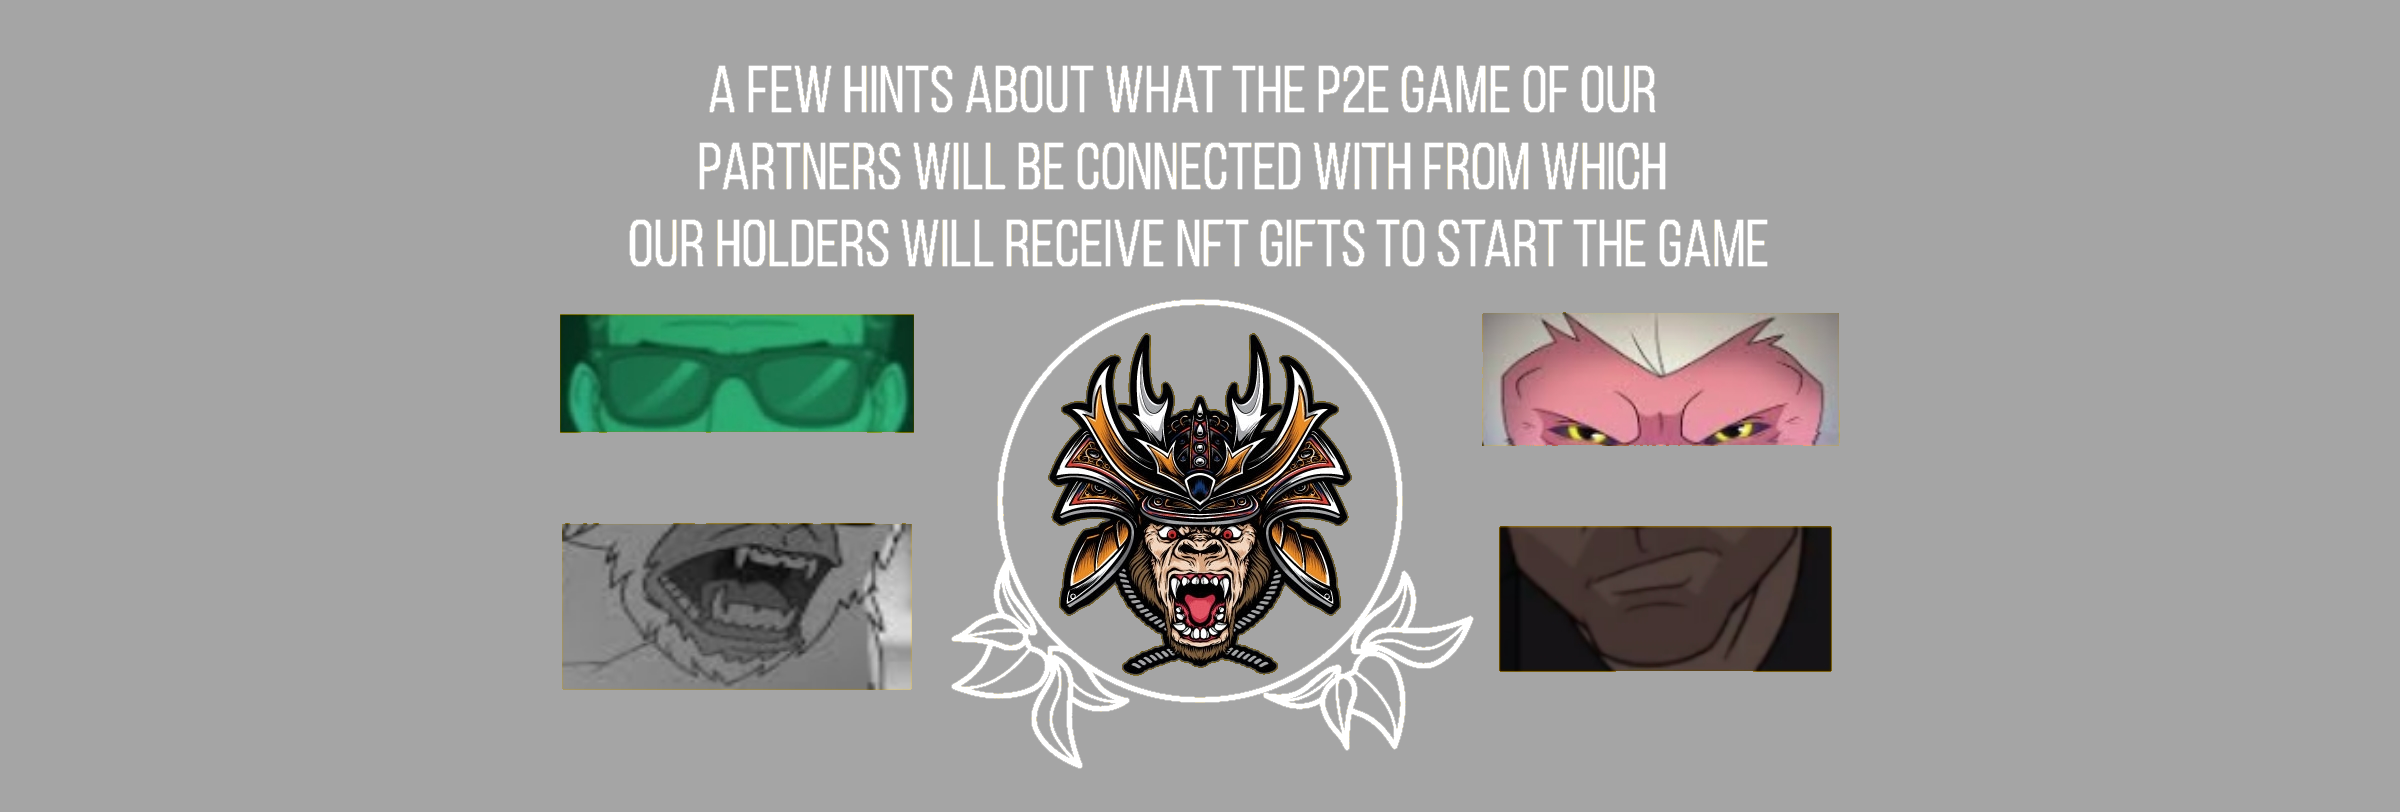 A FEW HINTS ABOUT WHAT THE P2E GAME OF OUR
PARTNERS WILL BE CONNECTED WITH FROM WHICH
OUR HOLDERS WILL RECEIVE NFT GIFTS TO START THE GAME